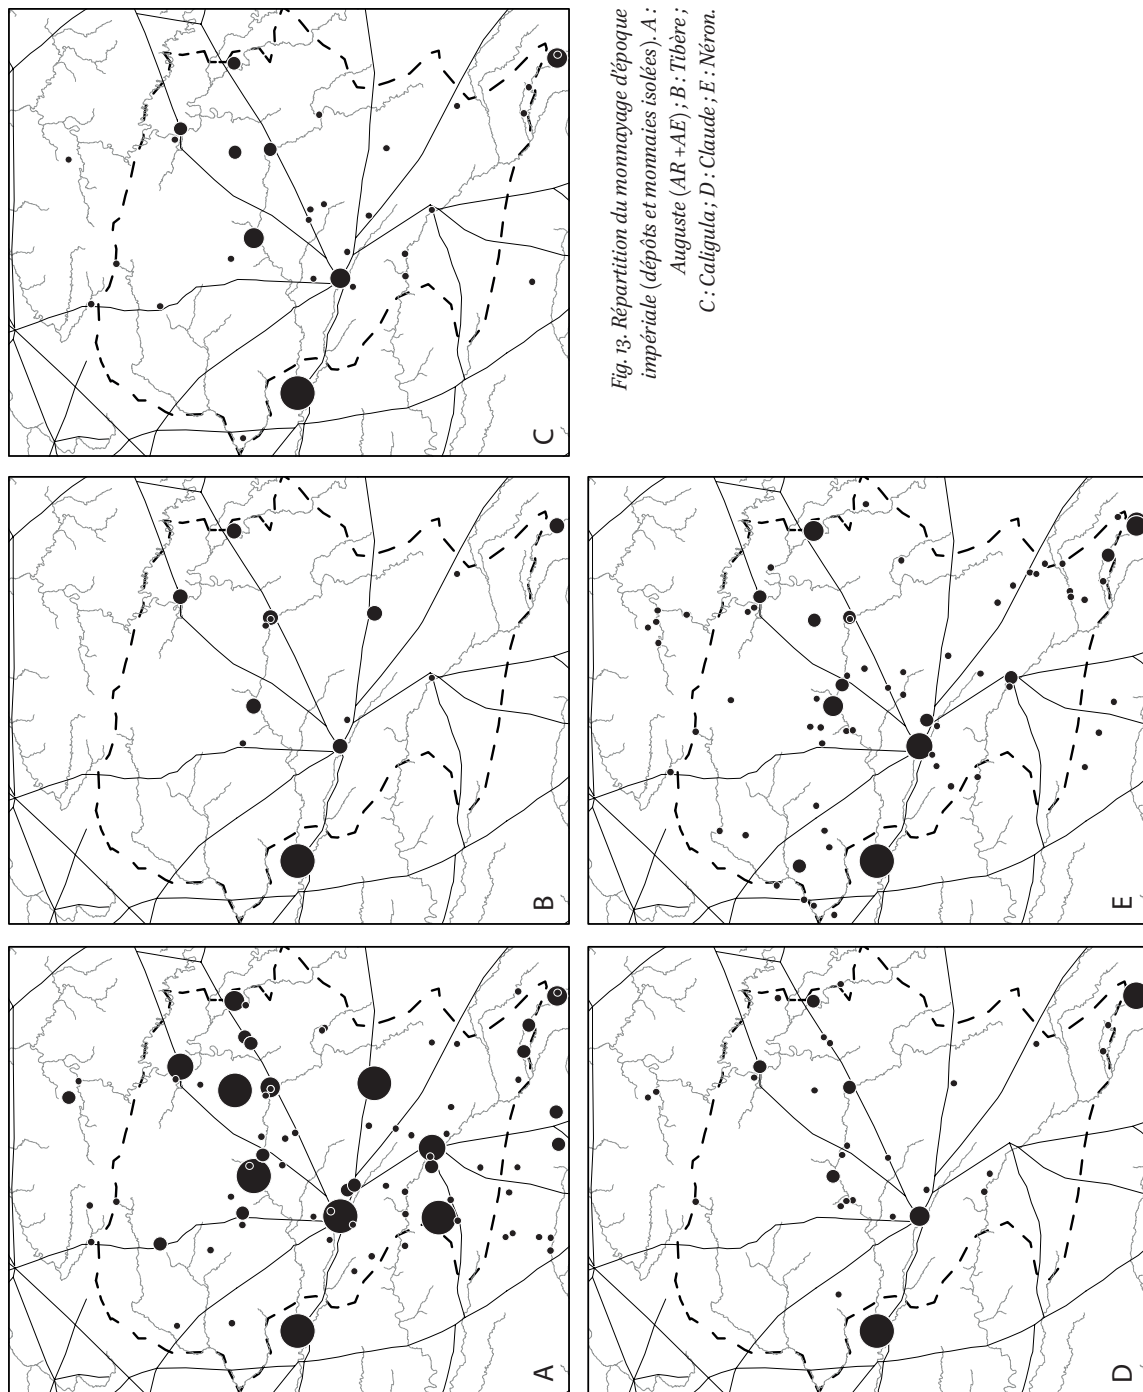 A
B
C
D
E
Fig. 13. Répartition du monnayage d'époque
impériale (dépôts et monnaies isolées). A :
Auguste (AR +AE) ; B : Tibère ;
C : Caligula ; D : Claude ; E : Néron.